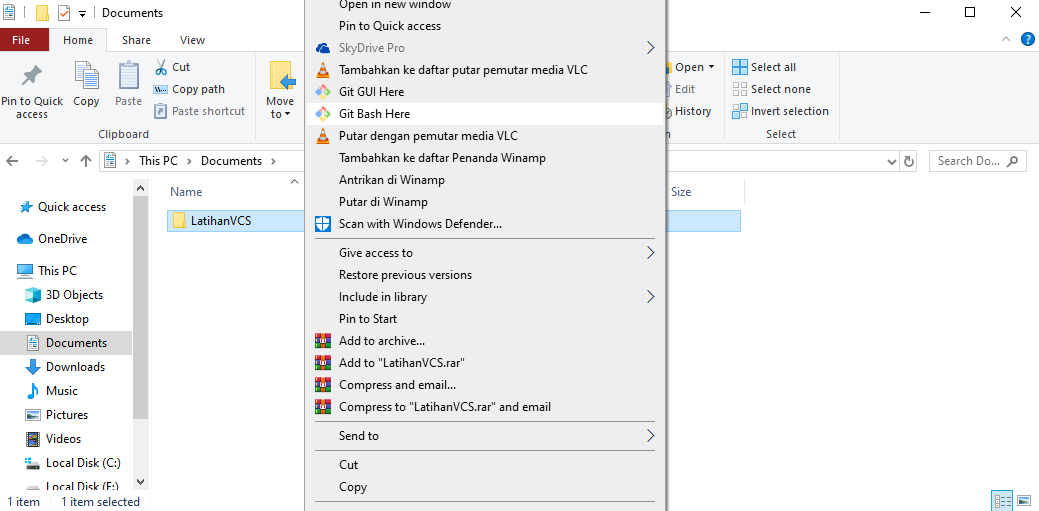 Documents
File
Home
Share
View
Pin to Quick access
Copy
Paste
Cut
Copy path
Paste shortcut
Clipboard
Move to
Open
Edit
History
Select all
Select none
Invert selection
Select
This PC
Documents
Search Do...
Quick access
OneDrive
This PC
3D Objects
Desktop
Documents
Downloads
Music
Pictures
Videos
Local Disk (C:)
Local Disk (E:)
Name
Size
LatihanVCS
Open in new window
Pin to Quick access
SkyDrive Pro
Tambahkan ke daftar putar pemutar media VLC
Git GUI Here
Git Bash Here
Putar dengan pemutar media VLC
Tambahkan ke daftar Penanda Winamp
Antrikan di Winamp
Putar di Winamp
Scan with Windows Defender...
Give access to
Restore previous versions
Include in library
Pin to Start
Add to archive...
Add to "LatihanVCS.rar"
Compress and email...
Compress to "LatihanVCS.rar" and email
Send to
Cut
Copy
1 item
1 item selected